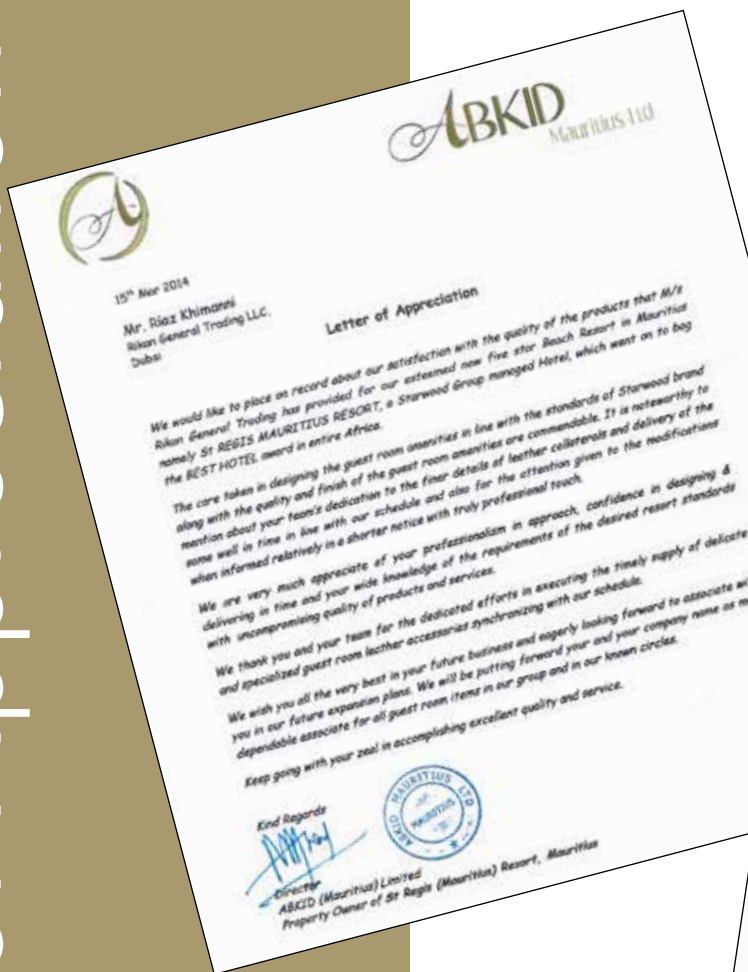 ABKID
Mauritius Ltd
A
15th Mar 2014
Mr. Riaz Khimanni
Rikan General Trading LLC.
Dubai
Letter of Appreciation
We would like to place on record about our satisfaction with the quality of the products that M/s
Rikan General Trading has provided for our esteemed new five star Beach Resort in Mauritius
namely St REGIS MAURITIUS RESORT, a Starwood Group managed Hotel, which went on to bag
the BEST HOTEL award in entire Africa.
The care taken in designing the guest room amenities in line with the standards of Starwood brand
along with the quality and finish of the guest room amenities are commendable. It is noteworthy to
mention about your team's dedication to the finer details of leather collaterals and delivery of the
same well in time in line with our schedule and also for the attention given to the modifications
when informed relatively in a shorter notice with truly professional touch.
We are very much appreciate of your professionalism in approach, confidence in designing &
delivering in time and your wide knowledge of the requirements of the desired resort standards
with uncompromising quality of products and services.
We thank you and your team for the dedicated efforts in executing the timely supply of delicate
and specialized guest room leather accessories synchronizing with our schedule.
We wish you all the very best in your future business and eagerly looking forward to associate
you in our future expansion plans. We will be putting forward your and your company name as
dependable associate for all guest room items in our group and in our known circles.
Keep going with your zeal in accomplishing excellent quality and service.
Kind Regards
ABKID MAURITIUS LTD
MAURITIUS
Director
ABKID (Mauritius) Limited
Property Owner of St Regis (Mauritius) Resort, Mauritius